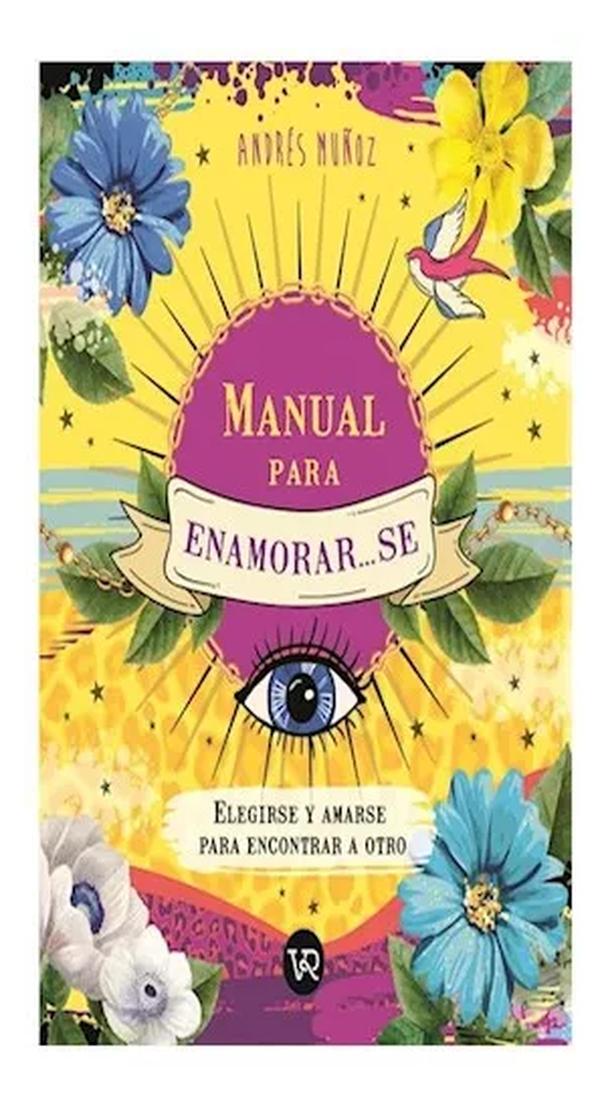 ANDRÉS MUÑOZ
MANUAL
PARA
ENAMORAR...SE
ELEGIRSE Y AMARSE
PARA ENCONTRAR A OTRO
VR